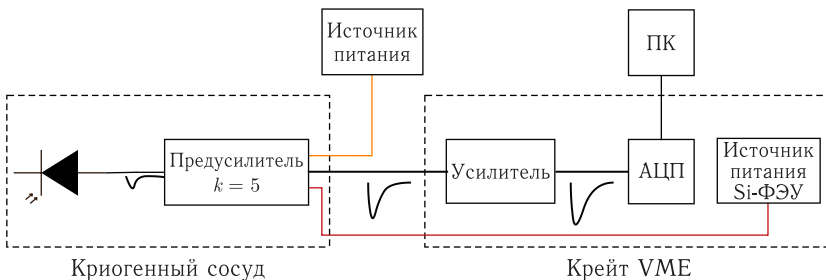 Источник
питания
ПК
Предусилитель
k = 5
Усилитель
АЦП
Источник
питания
Si-ФЭУ
Криогенный сосуд
Крейт VME